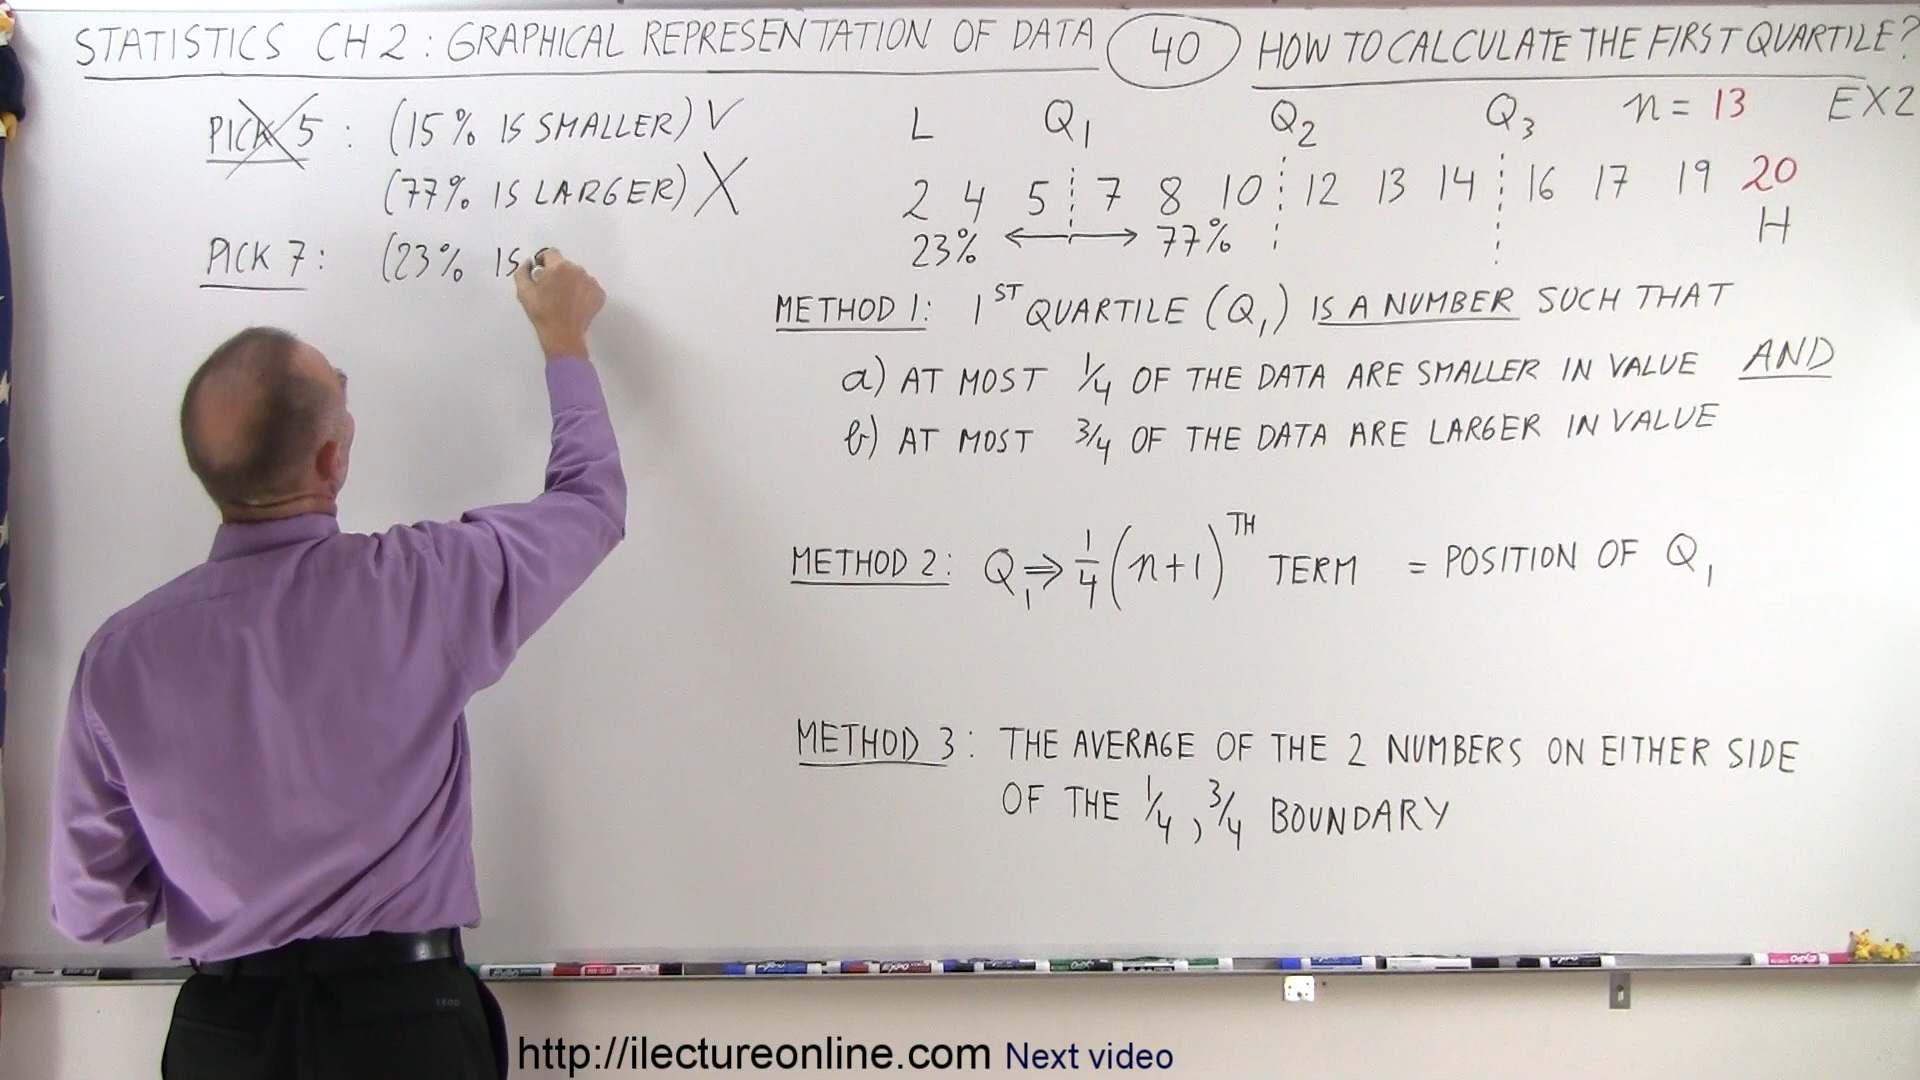 STATISTICS CH 2 : GRAPHICAL REPRESENTATION OF DATA 40 HOW TO CALCULATE THE FIRST QUARTILE?
PICK 5 : (15% IS SMALLER) V
(77% IS LARGER) X
PICK 7 : (23% IS
L Q1 Q2 Q3 n = 13 EX2
2 4 5 7 8 10 12 13 14 16 17 19 20
23% ←→ 77% H
METHOD 1: 1ST QUARTILE (Q1) IS A NUMBER SUCH THAT
a) AT MOST 1/4 OF THE DATA ARE SMALLER IN VALUE AND
b) AT MOST 3/4 OF THE DATA ARE LARGER IN VALUE
METHOD 2: Q1 ⇒ 1/4 (n+1)TH TERM = POSITION OF Q1
METHOD 3: THE AVERAGE OF THE 2 NUMBERS ON EITHER SIDE
OF THE 1/4, 3/4 BOUNDARY
http://ilectureonline.com Next video